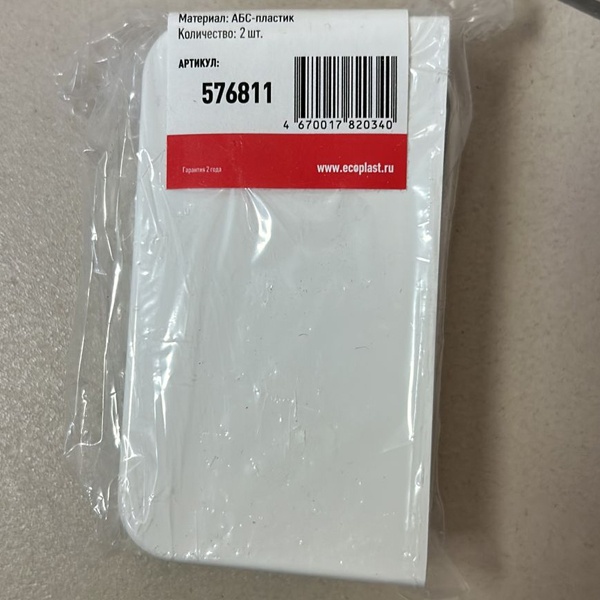 Материал: АБС-пластик
Количество: 2 шт.
АРТИКУЛ:
576811
4 670017 820340
Гарантия 2 года
www.ecoplast.ru